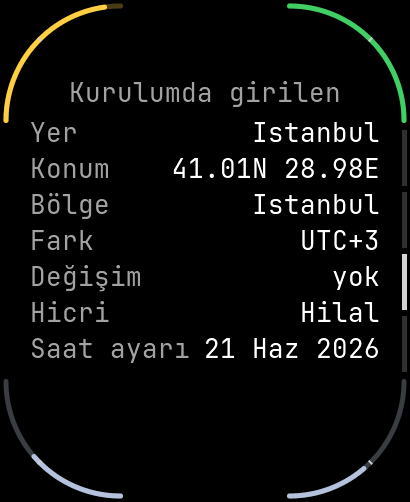 Kurulumda girilen
Yer Istanbul
Konum 41.01N 28.98E
Bölge Istanbul
Fark UTC+3
Değişim yok
Hicri Hilal
Saat ayarı 21 Haz 2026